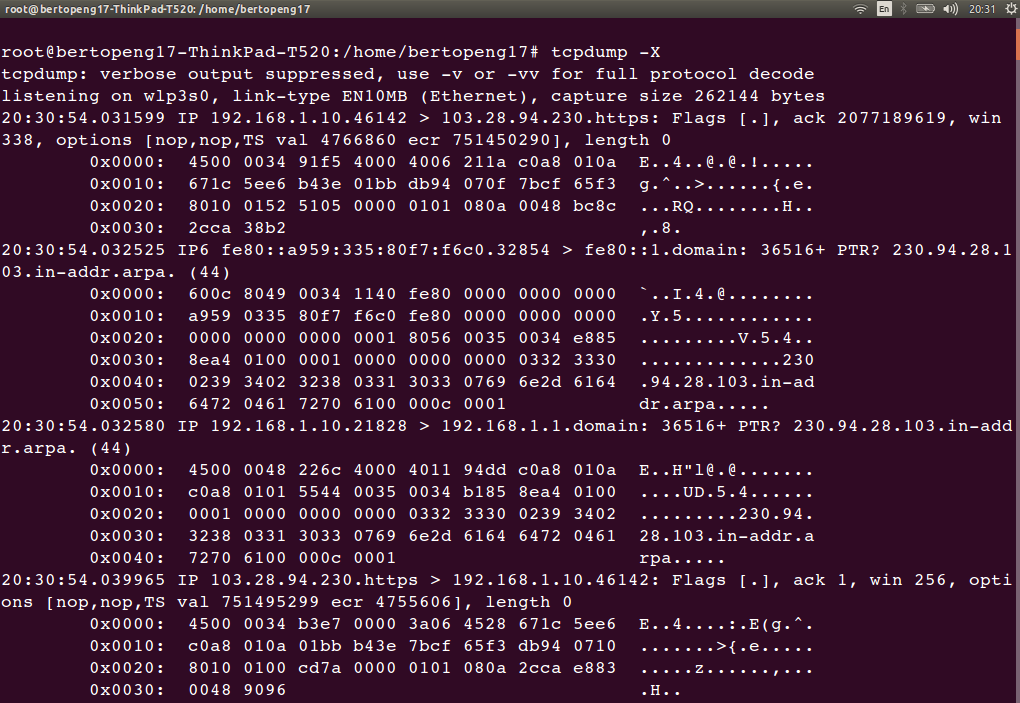 root@bertopeng17-ThinkPad-T520: /home/bertopeng17
En
20:31
root@bertopeng17-ThinkPad-T520:/home/bertopeng17# tcpdump -X
tcpdump: verbose output suppressed, use -v or -vv for full protocol decode
listening on wlp3s0, link-type EN10MB (Ethernet), capture size 262144 bytes
20:30:54.031599 IP 192.168.1.10.46142 > 103.28.94.230.https: Flags [.], ack 2077189619, win
338, options [nop,nop,TS val 4766860 ecr 751450290], length 0
0x0000:  4500 0034 91f5 4000 4006 211a c0a8 010a  E..4..@.@.!.....
0x0010:  671c 5ee6 b43e 01bb db94 070f 7bcf 65f3  g.^..>......{.e.
0x0020:  8010 0152 5105 0000 0101 080a 0048 bc8c  ...RQ........H..
0x0030:  2cca 38b2  ,.8.
20:30:54.032525 IP6 fe80::a959:335:80f7:f6c0.32854 > fe80::1.domain: 36516+ PTR? 230.94.28.1
03.in-addr.arpa. (44)
0x0000:  600c 8049 0034 1140 fe80 0000 0000 0000  `..I.4.@........
0x0010:  a959 0335 80f7 f6c0 fe80 0000 0000 0000  .Y.5............
0x0020:  0000 0000 0000 0001 8056 0035 0034 e885  .........V.5.4..
0x0030:  8ea4 0100 0001 0000 0000 0000 0332 3330  .............230
0x0040:  0239 3402 3238 0331 3033 0769 6e2d 6164  .94.28.103.in-ad
0x0050:  6472 0461 7270 6100 000c 0001  dr.arpa.....
20:30:54.032580 IP 192.168.1.10.21828 > 192.168.1.1.domain: 36516+ PTR? 230.94.28.103.in-add
r.arpa. (44)
0x0000:  4500 0048 226c 4000 4011 94dd c0a8 010a  E..H"l@.@.......
0x0010:  c0a8 0101 5544 0035 0034 b185 8ea4 0100  ....UD.5.4......
0x0020:  0001 0000 0000 0000 0332 3330 0239 3402  .........230.94.
0x0030:  3238 0331 3033 0769 6e2d 6164 6472 0461  28.103.in-addr.a
0x0040:  7270 6100 000c 0001  rpa.....
20:30:54.039965 IP 103.28.94.230.https > 192.168.1.10.46142: Flags [.], ack 1, win 256, opti
ons [nop,nop,TS val 751495299 ecr 4755606], length 0
0x0000:  4500 0034 b3e7 0000 3a06 4528 671c 5ee6  E..4....:.E(g.^.
0x0010:  c0a8 010a 01bb b43e 7bcf 65f3 db94 0710  .......>{.e.....
0x0020:  8010 0100 cd7a 0000 0101 080a 2cca e883  .....z......,...
0x0030:  0048 9096  .H..